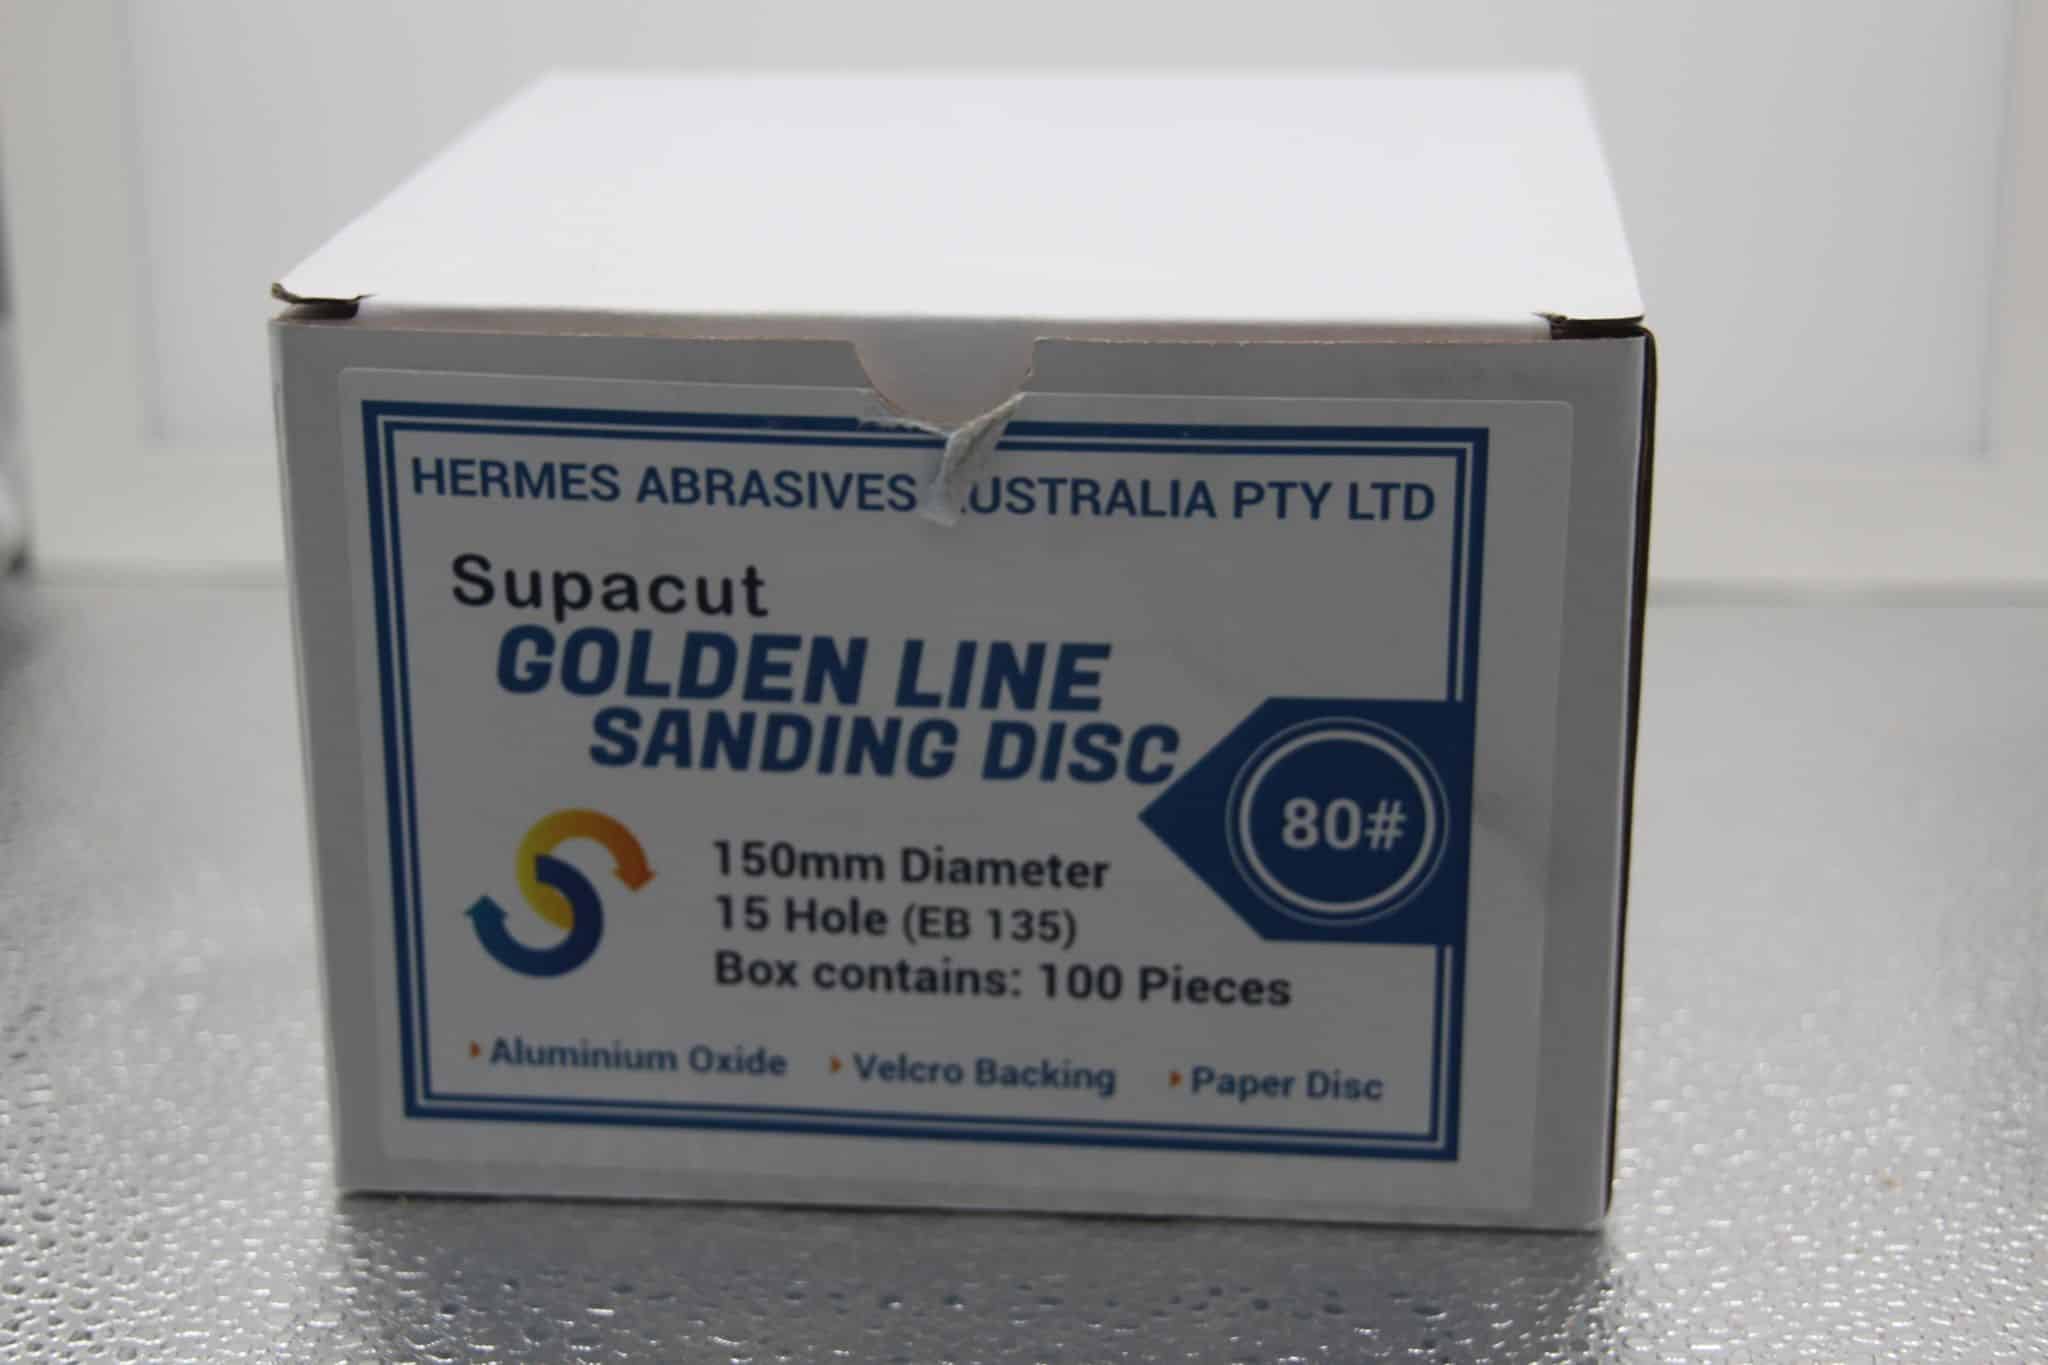 HERMES ABRASIVES AUSTRALIA PTY LTD
Supacut
GOLDEN LINE
SANDING DISC
80#
150mm Diameter
15 Hole (EB 135)
Box contains: 100 Pieces
Aluminium Oxide Velcro Backing Paper Disc